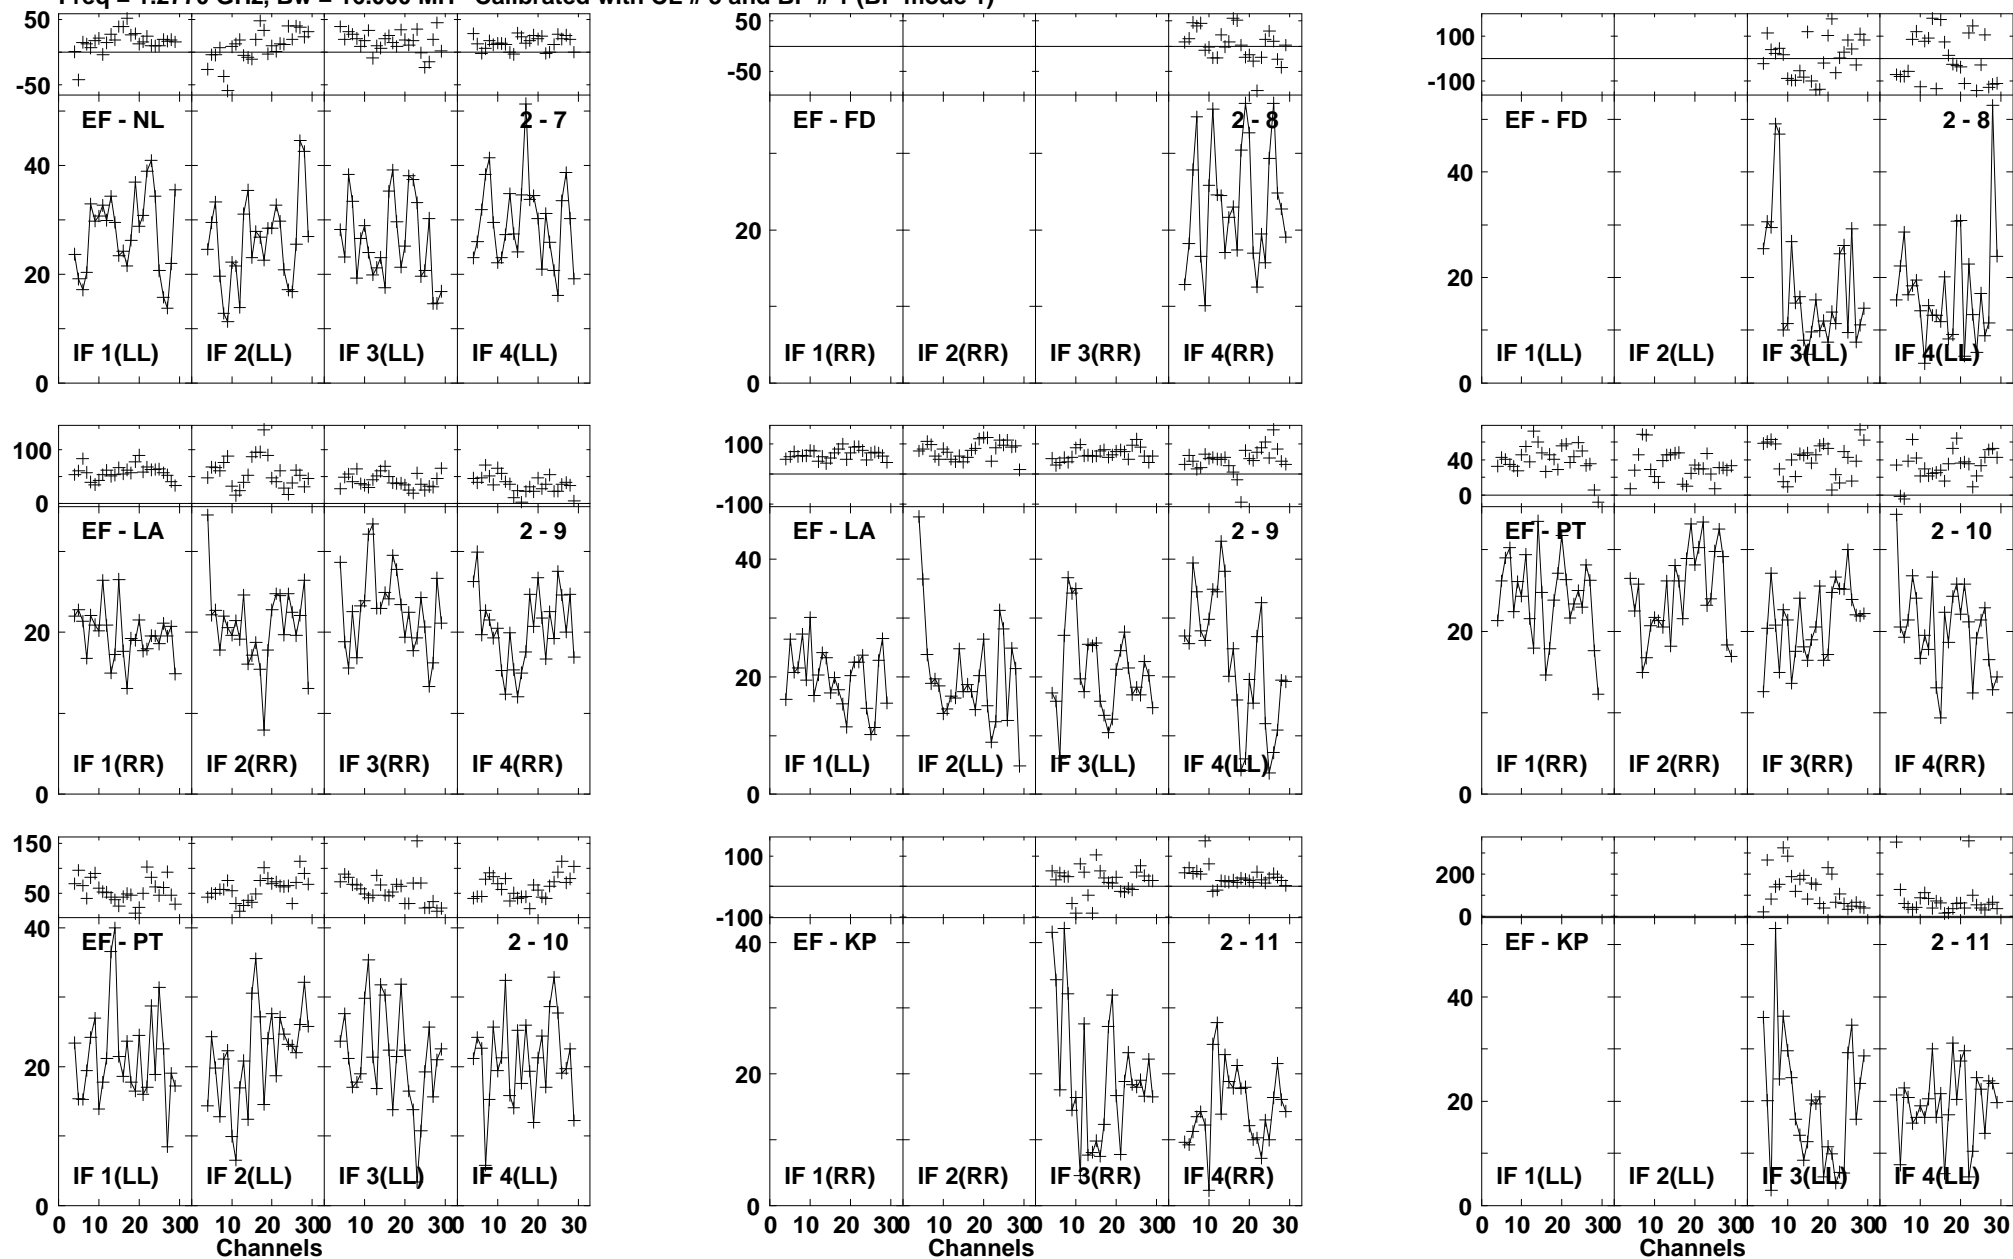 Freq = GHz, Bw = MH Calibrated with CL # and BP # 1 (BP mode 1)
50 50 100
-50 -50 -100
EF - NL 2 - 7 EF - FD 2 - 8 EF - FD 2 - 8
40 40
20 20 20
IF 1(LL) IF 2(LL) IF 3(LL) IF 4(LL) IF 1(RR) IF 2(RR) IF 3(RR) IF 4(RR) IF 1(LL) IF 2(LL) IF 3(LL) IF 4(LL)
0 0 0
100 100 80
40
0 -100 0
EF - LA 2 - 9 EF - LA 2 - 9 EF - PT 2 - 10
40
20 20 20
IF 1(RR) IF 2(RR) IF 3(RR) IF 4(RR) IF 1(LL) IF 2(LL) IF 3(LL) IF 4(LL) IF 1(RR) IF 2(RR) IF 3(RR) IF 4(RR)
0 0 0
150 100 200
50 -100 0
EF - PT 2 - 10 EF - KP 2 - 11 EF - KP 2 - 11
40 40 40
20 20 20
IF 1(LL) IF 2(LL) IF 3(LL) IF 4(LL) IF 1(RR) IF 2(RR) IF 3(RR) IF 4(RR) IF 1(LL) IF 2(LL) IF 3(LL) IF 4(LL)
0 0 0
0 10 20 30 0 10 20 30 0 10 20 30 0 10 20 30 0 10 20 30 0 10 20 30 0 10 20 30 0 10 20 30 0 10 20 30 0 10 20 30 0 10 20 30 0 10 20 30
Channels Channels Channels